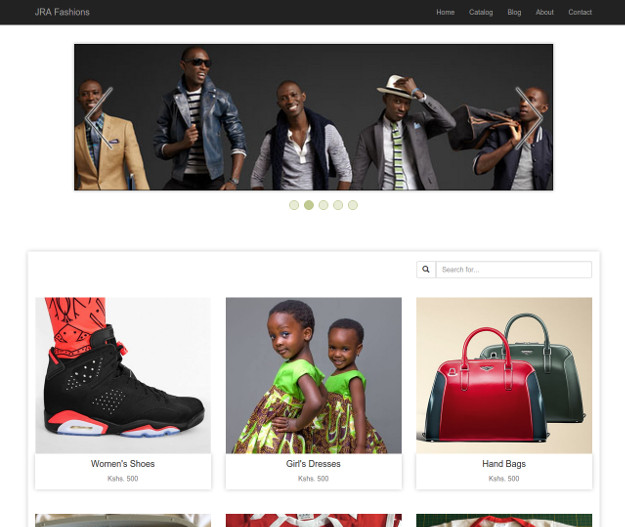 JRA Fashions
Home Catalog Blog About Contact
Search for...
Women's Shoes
Girl's Dresses
Hand Bags
Kshs. 500
Kshs. 500
Kshs. 500